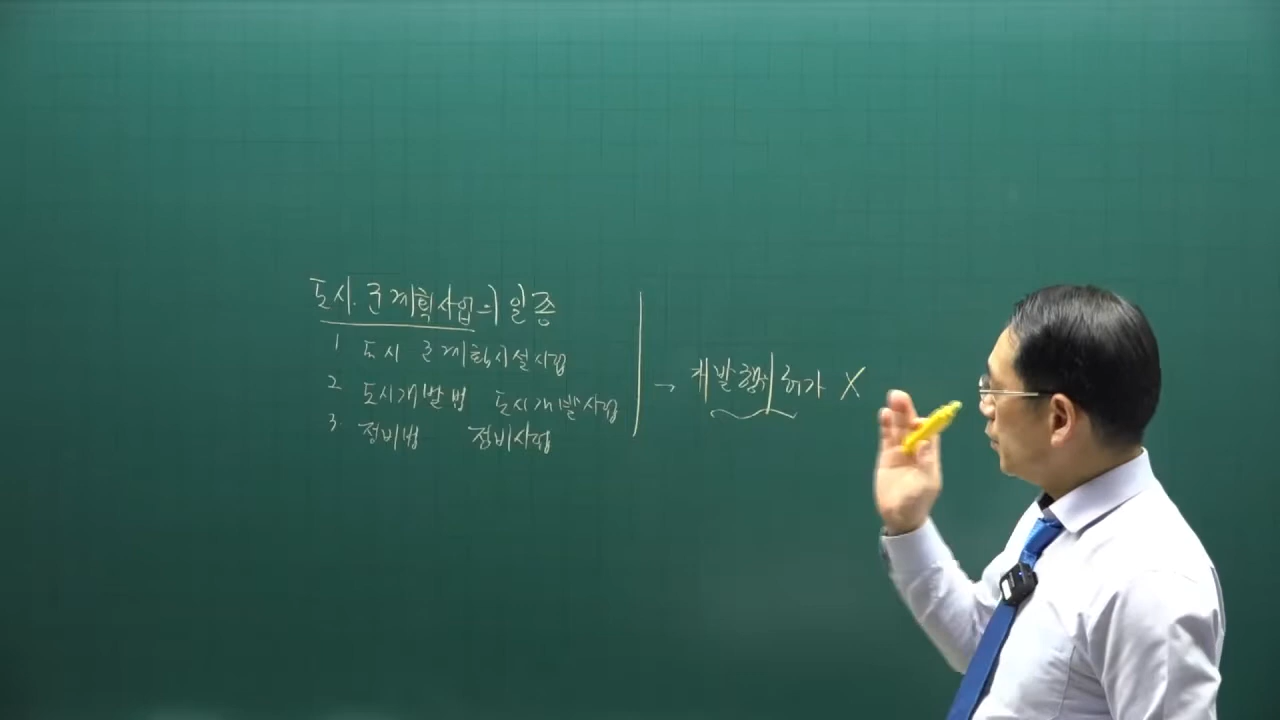 도시.군계획사업의 일종
1 도시 군계획시설사업
2 도시개발법 도시개발사업
3. 정비법 정비사업
→ 개발행위허가 X